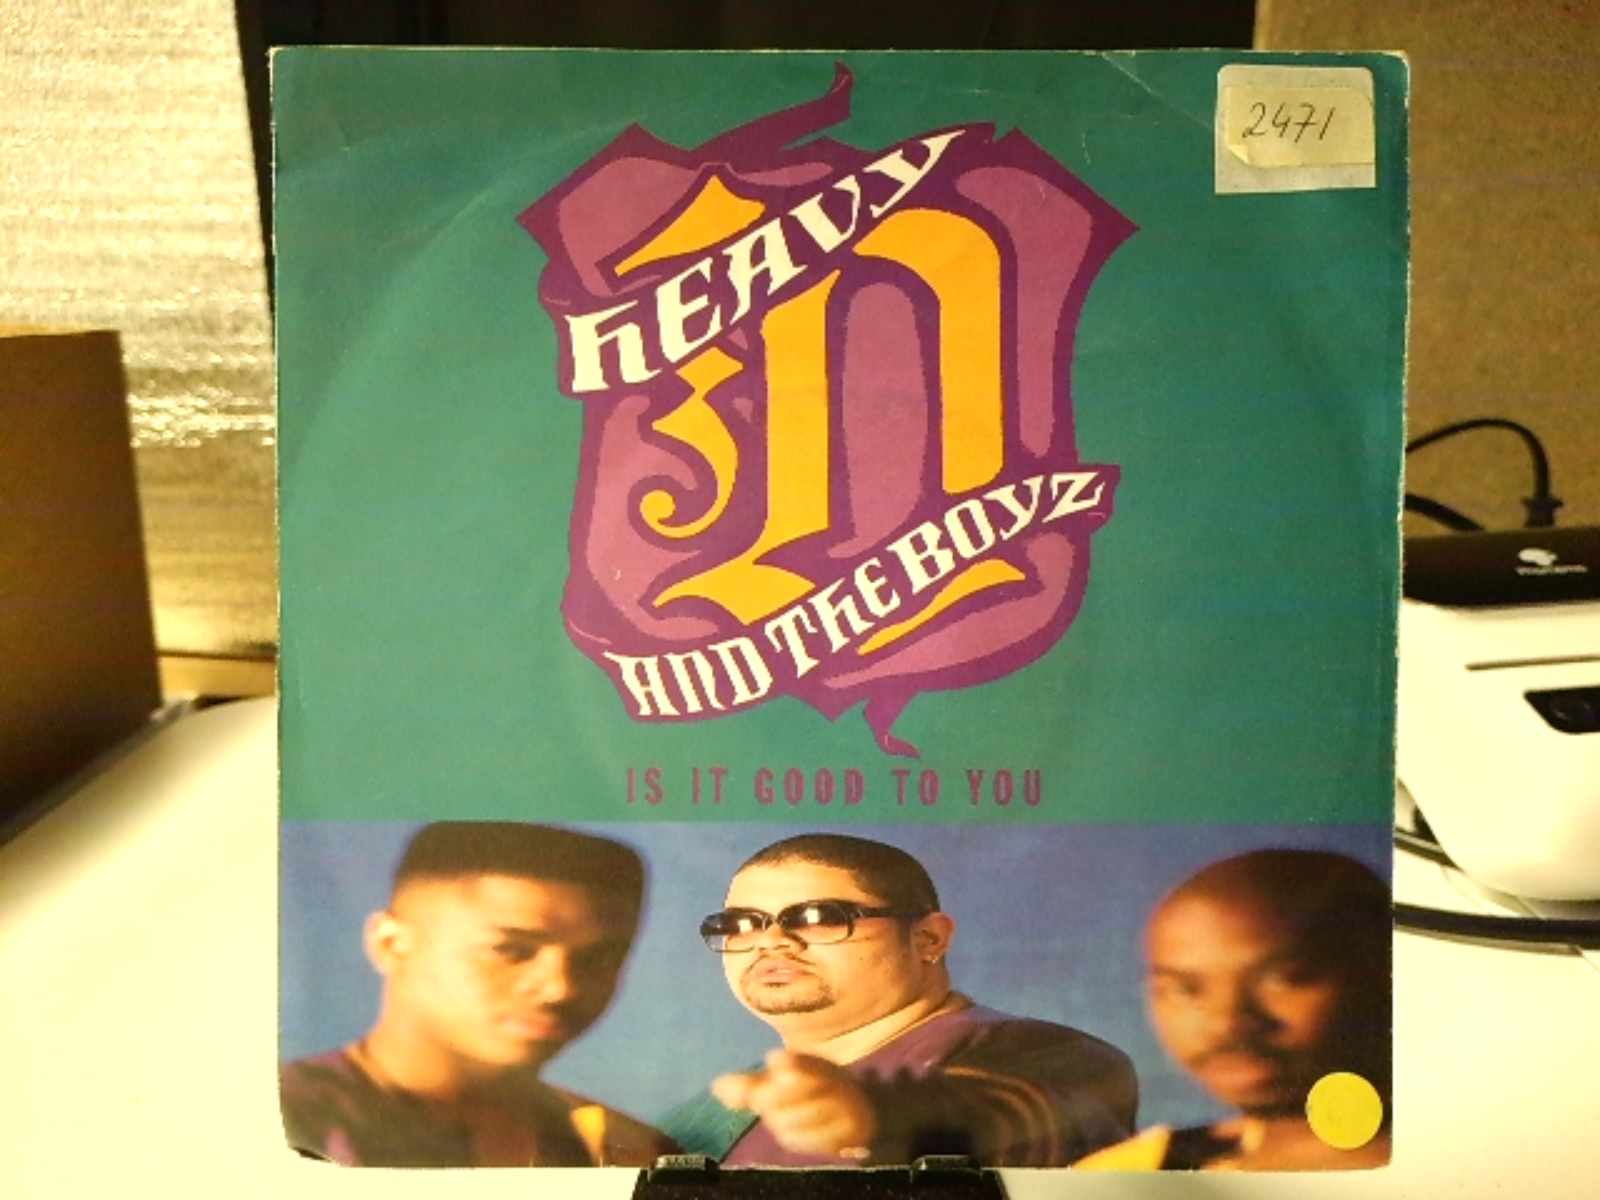 2471
HEAVY
D
AND THE BOYZ
IS IT GOOD TO YOU